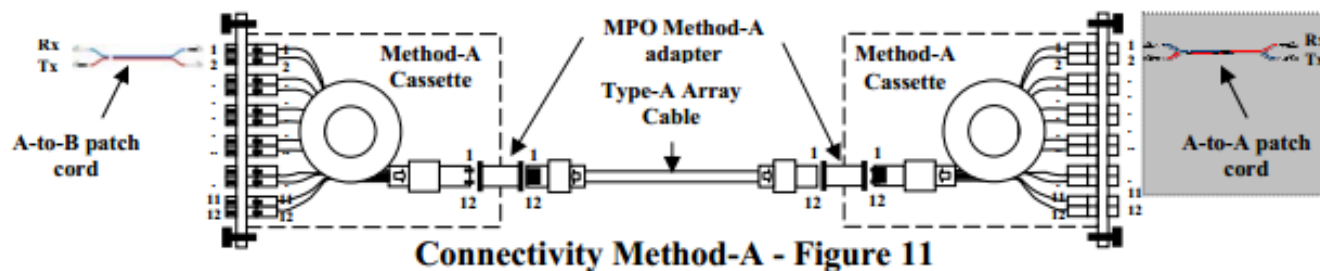 Rx
Tx
A-to-B patch
cord
1
2
-
-
-
-
11
12
1
2
-
-
-
-
11
12
Method-A
Cassette
1
12
MPO Method-A
adapter
Type-A Array
Cable
1
12
1
12
1
12
Method-A
Cassette
1
2
-
-
-
-
11
12
1
2
-
-
-
-
11
12
Rx
Tx
A-to-A patch
cord
Connectivity Method-A - Figure 11